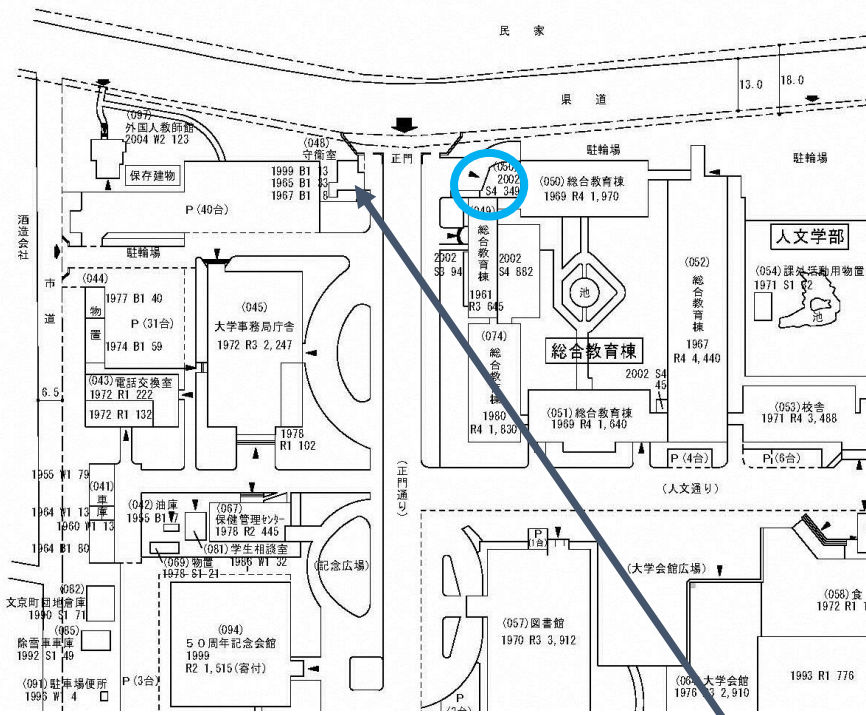 民 家
県 道
13.0
18.0
(097)
外国人教師館
2004 W2 123
保存建物
(048)
守衛室
1999 B1 13
1965 B1 33
1967 B1 8
正門
2002
S4 349
駐輪場
(050)総合教育棟
1969 R4 1,970
駐輪場
P(40台)
駐輪場
酒造会社
市道
6.5
(044)
物置
1977 B1 40
P(31台)
1974 B1 59
(045)
大学事務局庁舎
1972 R3 2,247
(043)電話交換室
1972 R1 222
1972 R1 132
1978
R1 102
(049)
総合教育棟
1961
R3 645
2002
S3 94
2002
S4 882
池
(052)
総合教育棟
1967
R4 4,440
人文学部
(054)課外活動用物置
1971 S1
池
(074)
総合教
1980
R4 1,830
総合教育棟
2002 S4
45
(051)総合教育棟
1969 R4 1,640
(053)校舎
1971 R4 3,488
P(4台)
P(6台)
(人文通り)
(正門通り)
1955 W1 79
(041)
車庫
1964 W1 13
1960 W1 13
1964 B1 80
(042)油庫
1955 B1 7
(067)
保健管理センター
1978 R2 445
(081)学生相談室
1986 W1 32
(069)物置
1978 S1 21
(記念広場)
(082)
文京町団地倉庫
1990 S1 71
(085)
除雪車車庫
1992 S1 49
(091)駐車場便所
1996 W1 4
P(3台)
(094)
50周年記念会館
1999
R2 1,515(寄付)
P
(1台)
(大学会館広場)
(057)図書館
1970 R3 3,912
(058)食
1972 R1
大学会館
1976 R3 2,910
1993 R1 776
P